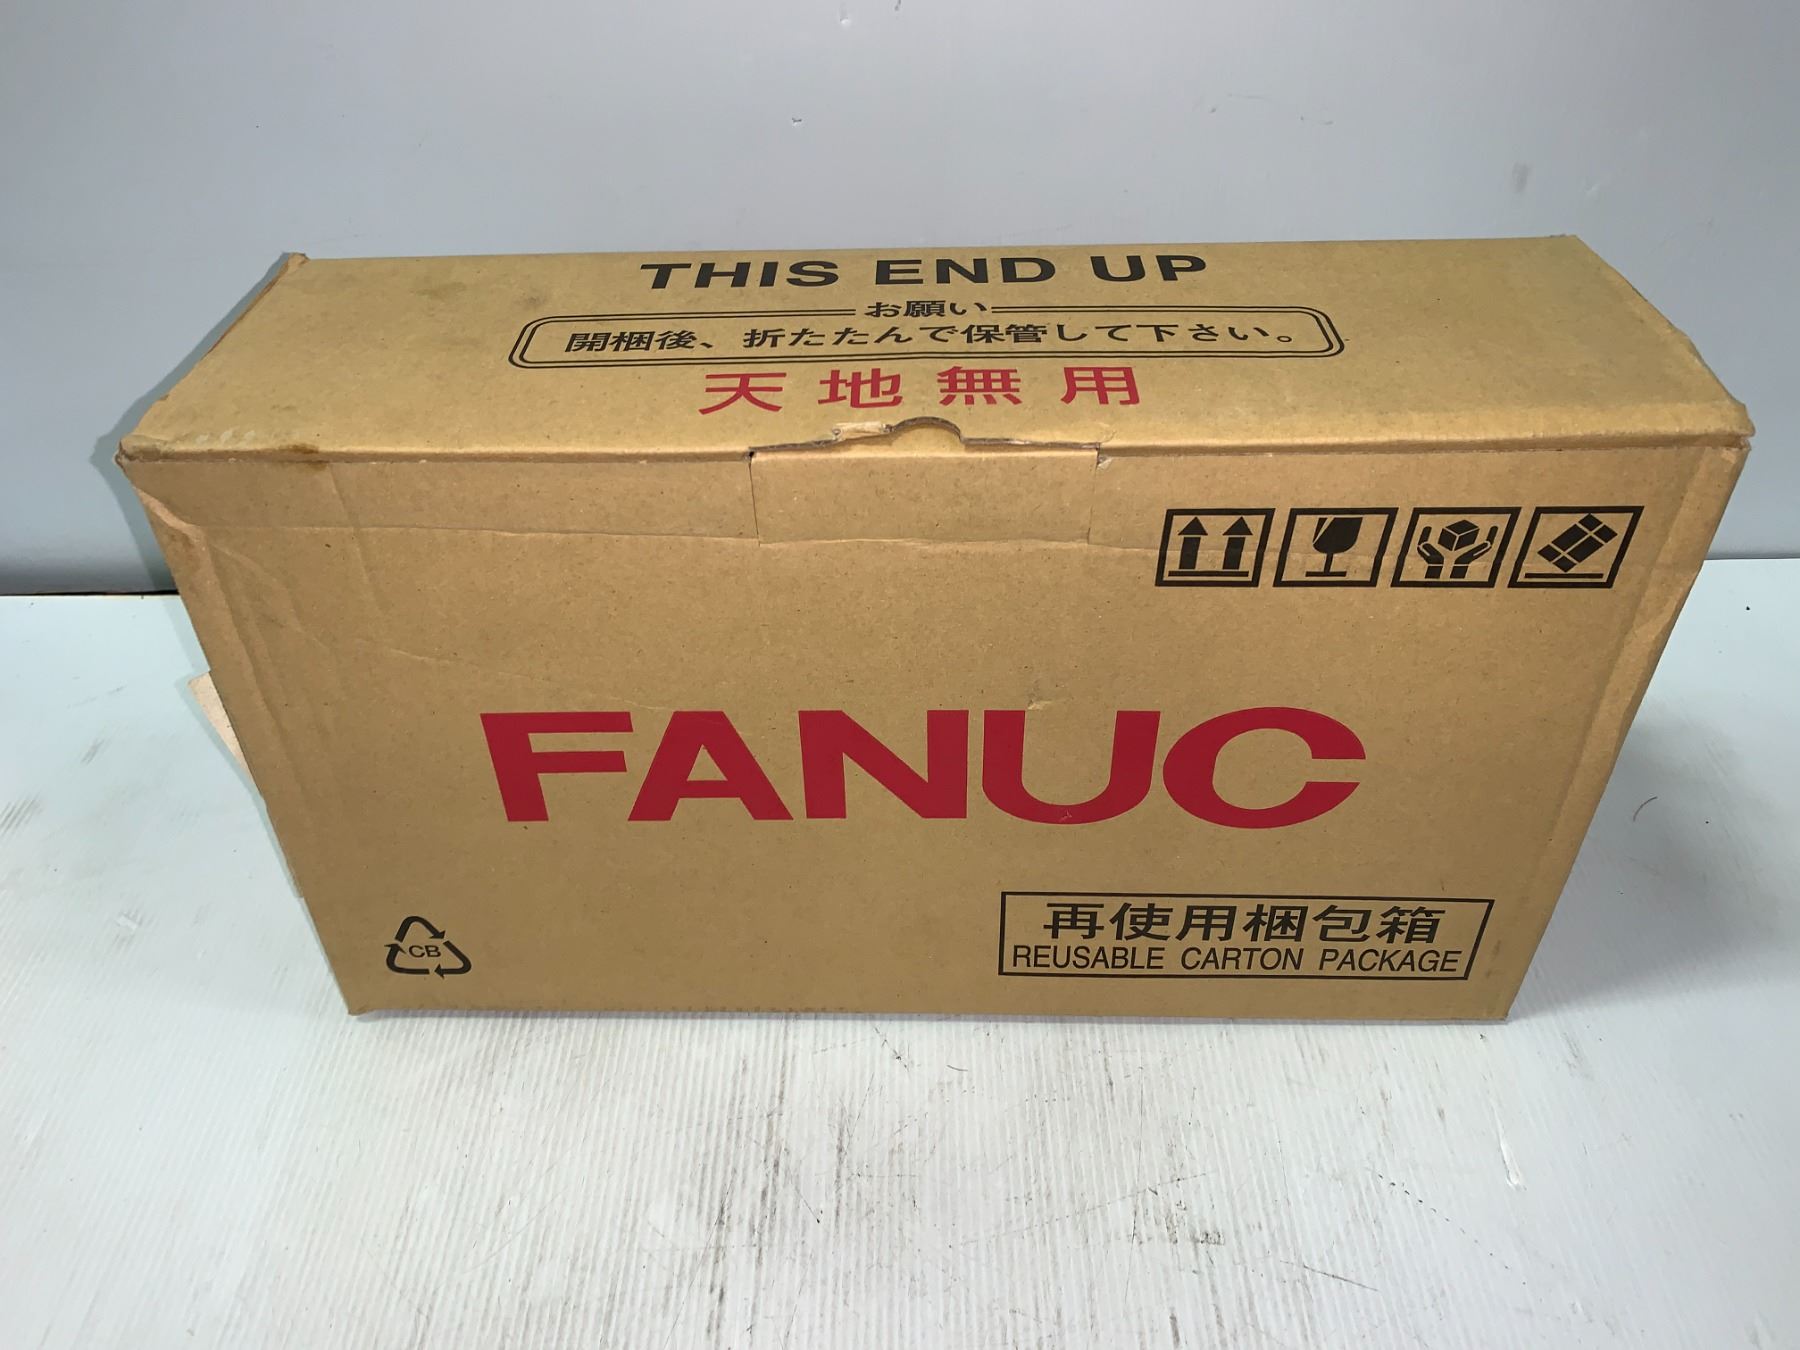 THIS END UP
お願い
開梱後、折たたんで保管して下さい。
天地無用
FANUC
CB
再使用梱包箱
REUSABLE CARTON PACKAGE